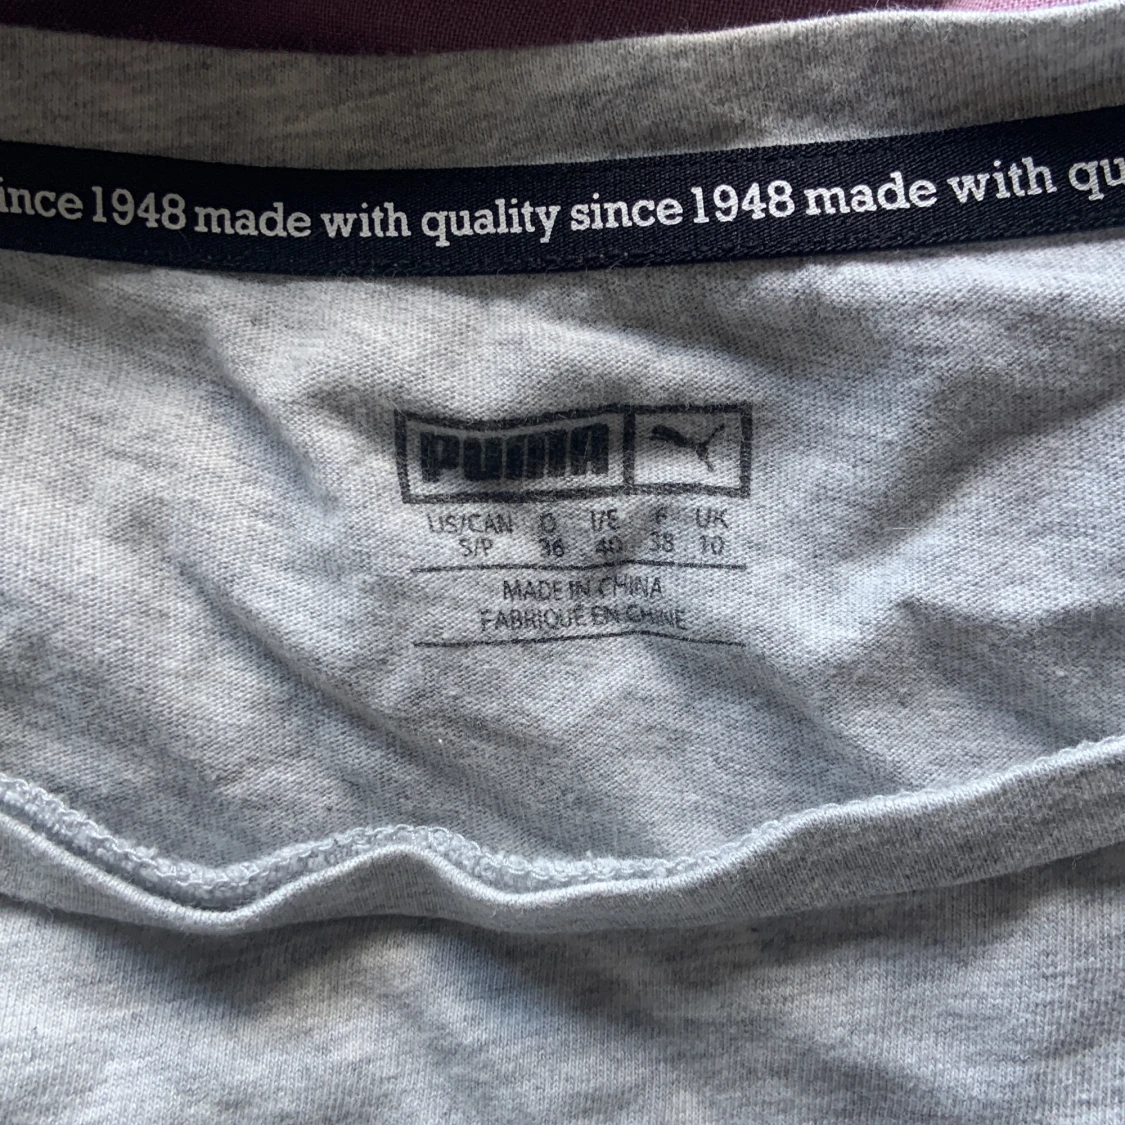 ince 1948 made with quality since 1948 made with qu
PUMA
US/CAN D I/E F UK
S/P 36 40 38 10
MADE IN CHINA
FABRIQUÉ EN CHINE